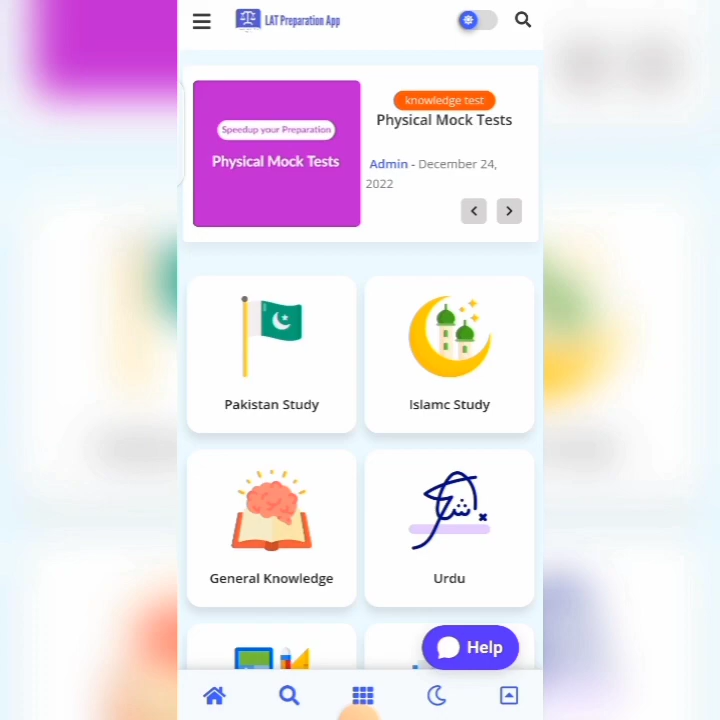 LAT Preparation App
Speedup your Preparation
Physical Mock Tests
knowledge test
Physical Mock Tests
Admin - December 24,
2022
Pakistan Study
Islamc Study
General Knowledge
Urdu
Help